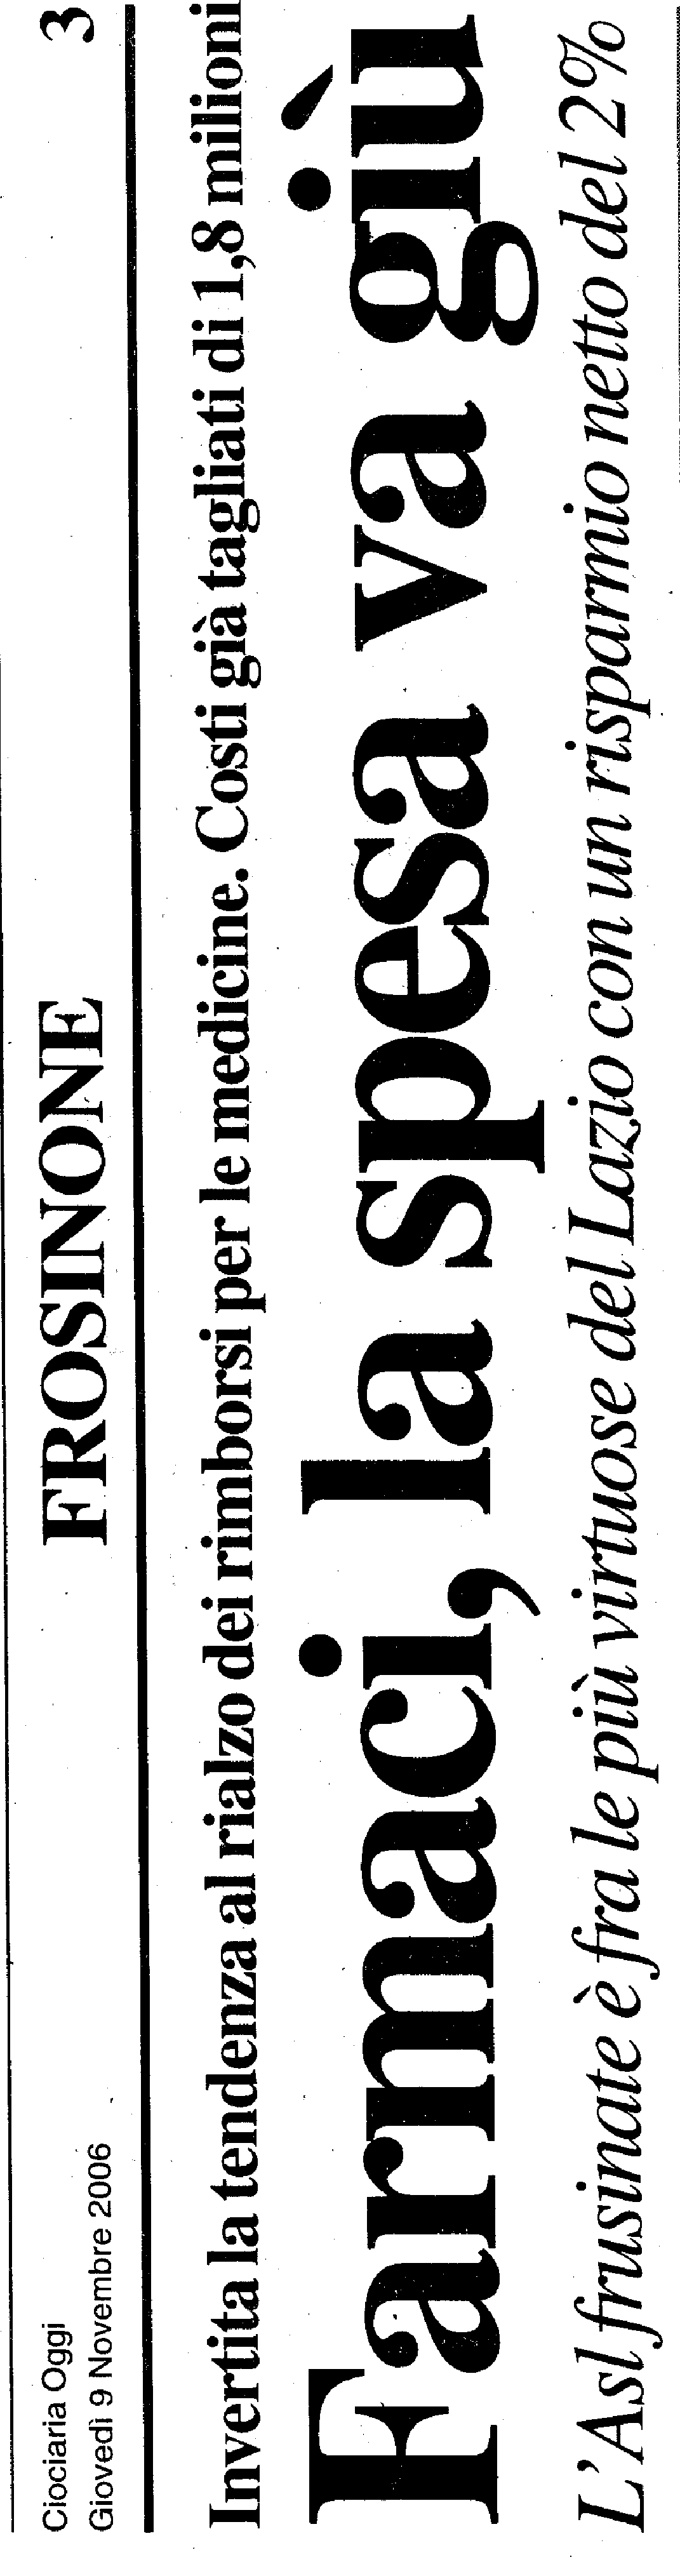 Ciociaria Oggi
Giovedì 9 Novembre 2006
FROSINONE
3
Invertita la tendenza al rialzo dei rimborsi per le medicine. Costi già tagliati di 1,8 milioni
Farmaci, la spesa va giù
L'Asl frusinate è fra le più virtuose del Lazio con un risparmio netto del 2%